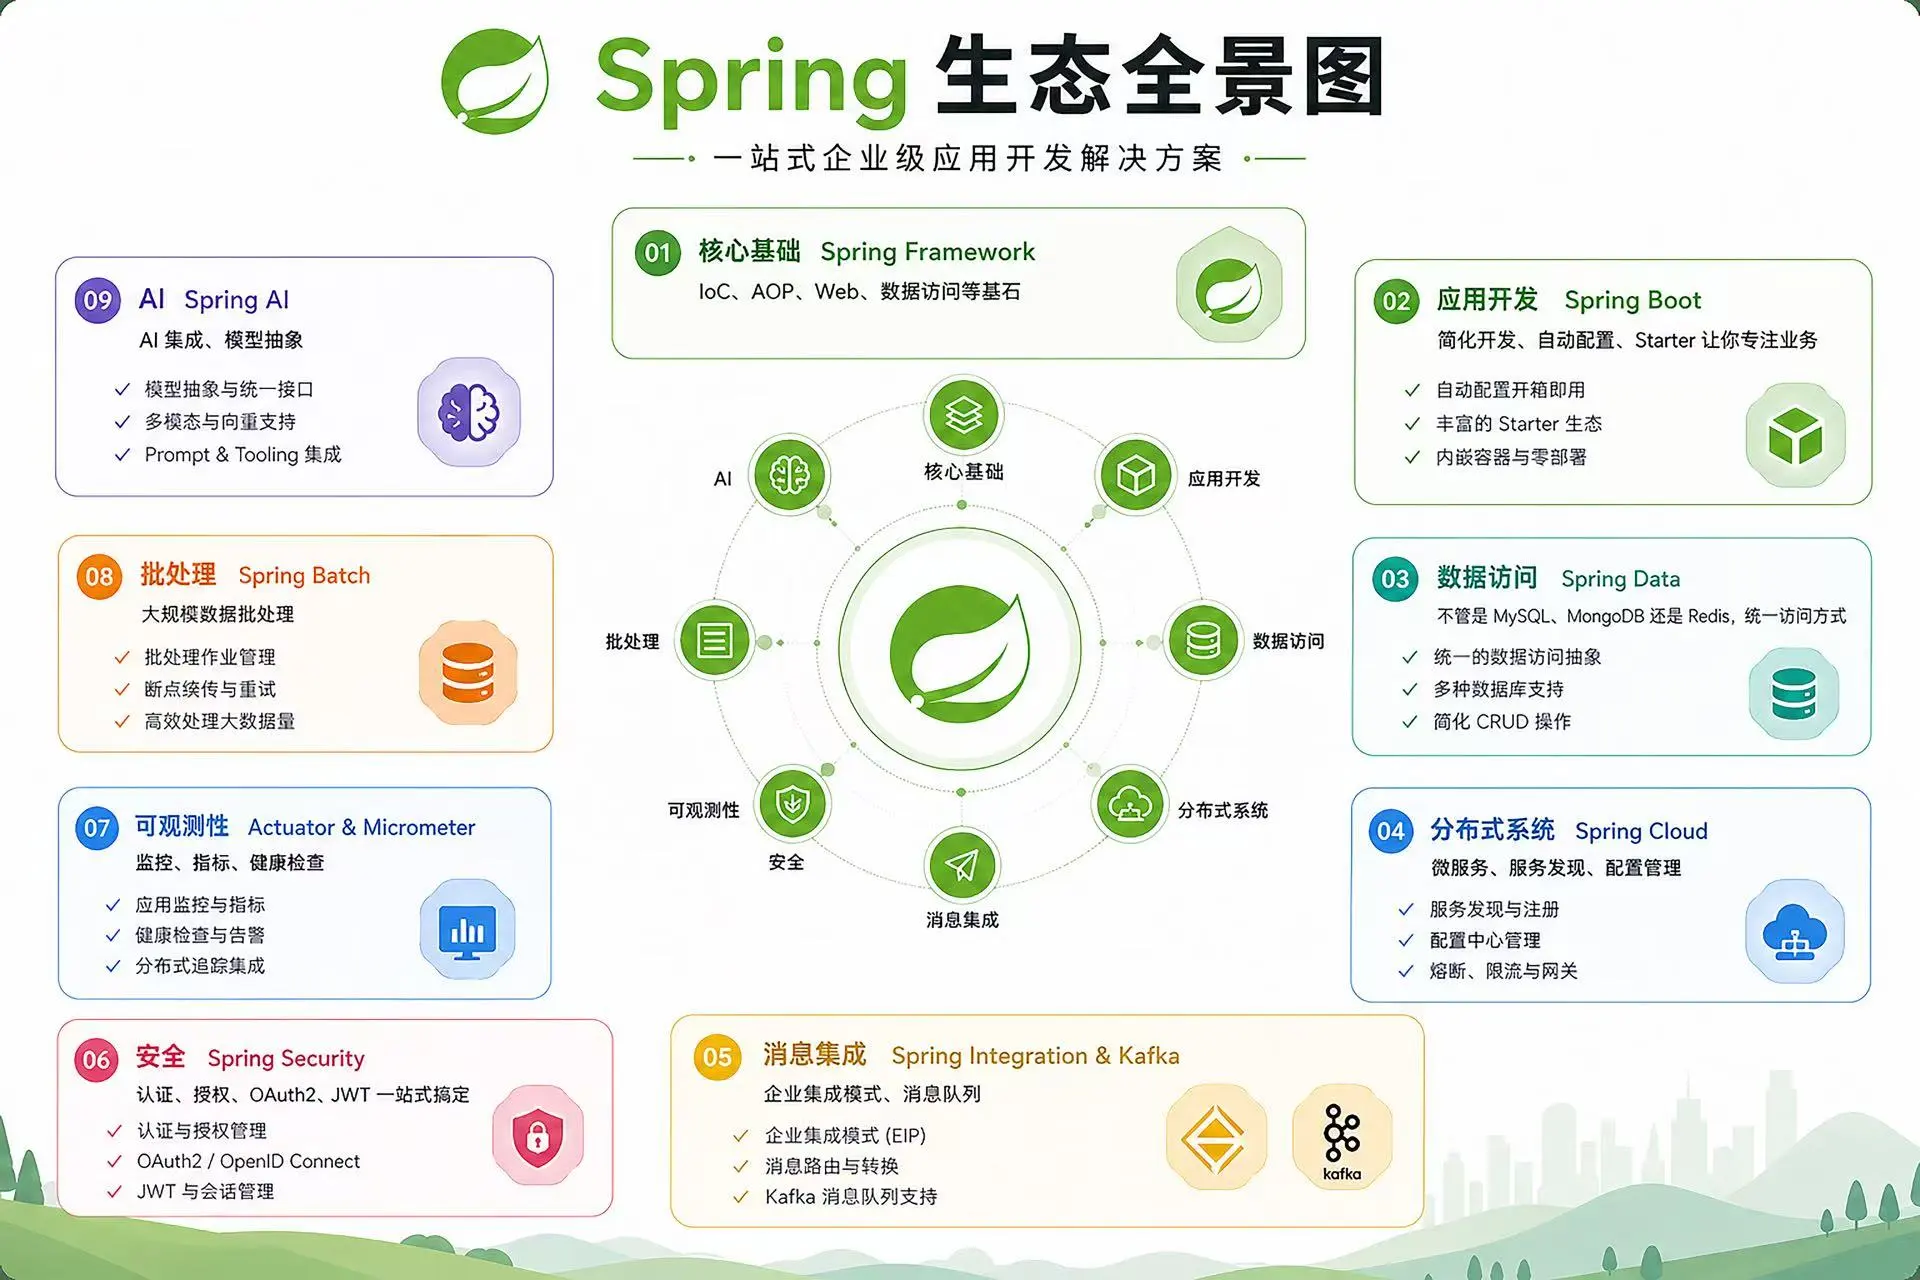 Spring 生态全景图
一站式企业级应用开发解决方案
01 核心基础 Spring Framework
IoC、AOP、Web、数据访问等基石
02 应用开发 Spring Boot
简化开发、自动配置、Starter 让你专注业务
自动配置开箱即用
丰富的 Starter 生态
内嵌容器与零部署
03 数据访问 Spring Data
不管是 MySQL、MongoDB 还是 Redis，统一访问方式
统一的数据访问抽象
多种数据库支持
简化 CRUD 操作
04 分布式系统 Spring Cloud
微服务、服务发现、配置管理
服务发现与注册
配置中心管理
熔断、限流与网关
05 消息集成 Spring Integration & Kafka
企业集成模式、消息队列
企业集成模式 (EIP)
消息路由与转换
Kafka 消息队列支持
kafka
06 安全 Spring Security
认证、授权、OAuth2、JWT 一站式搞定
认证与授权管理
OAuth2 / OpenID Connect
JWT 与会话管理
07 可观测性 Actuator & Micrometer
监控、指标、健康检查
应用监控与指标
健康检查与告警
分布式追踪集成
08 批处理 Spring Batch
大规模数据批处理
批处理作业管理
断点续传与重试
高效处理大数据量
09 AI Spring AI
AI 集成、模型抽象
模型抽象与统一接口
多模态与向重支持
Prompt & Tooling 集成
核心基础
应用开发
数据访问
分布式系统
消息集成
安全
可观测性
批处理
AI